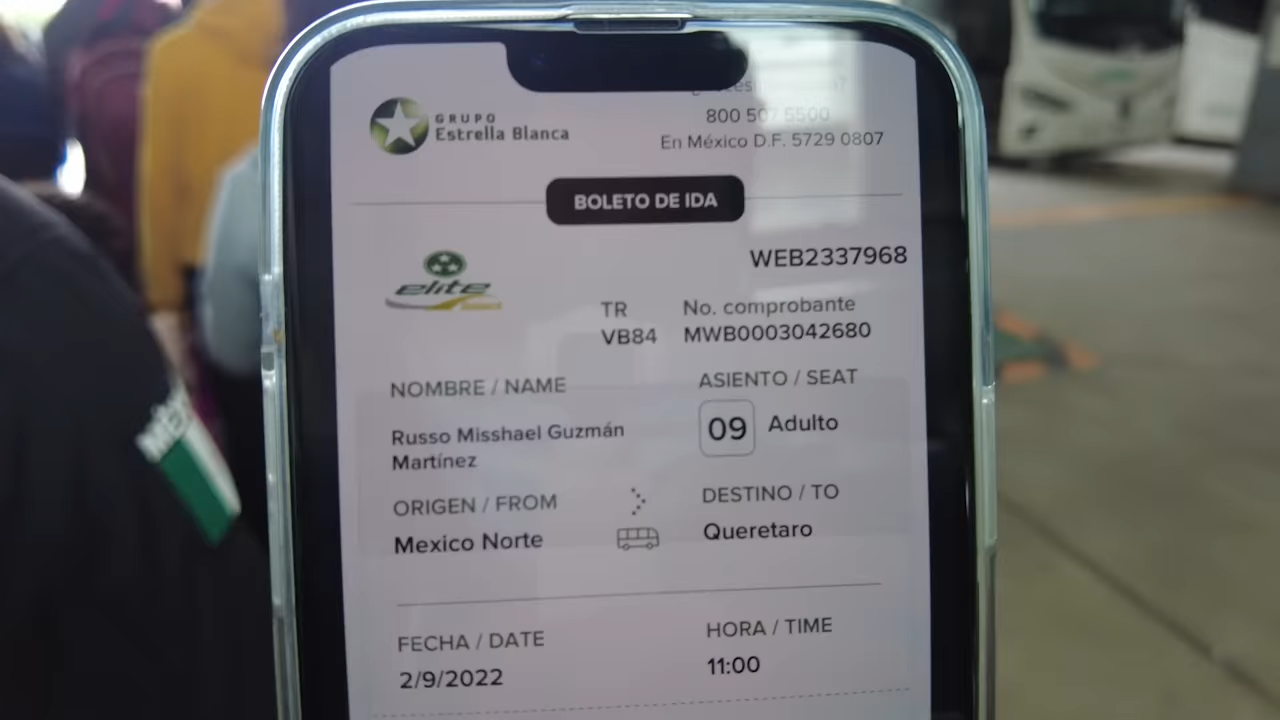 GRUPO
Estrella Blanca
800 507 5500
En México D.F. 5729 0807
BOLETO DE IDA
elite
WEB2337968
TR
VB84
No. comprobante
MWB0003042680
NOMBRE / NAME
Russo Misshael Guzmán
Martínez
ASIENTO / SEAT
09 Adulto
ORIGEN / FROM
Mexico Norte
DESTINO / TO
Queretaro
FECHA / DATE
2/9/2022
HORA / TIME
11:00